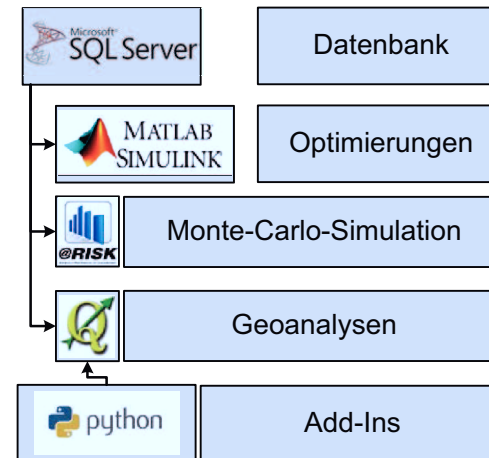 Microsoft
SQL Server
Datenbank
MATLAB
SIMULINK
Optimierungen
@RISK
Monte-Carlo-Simulation
Geoanalysen
python
Add-Ins